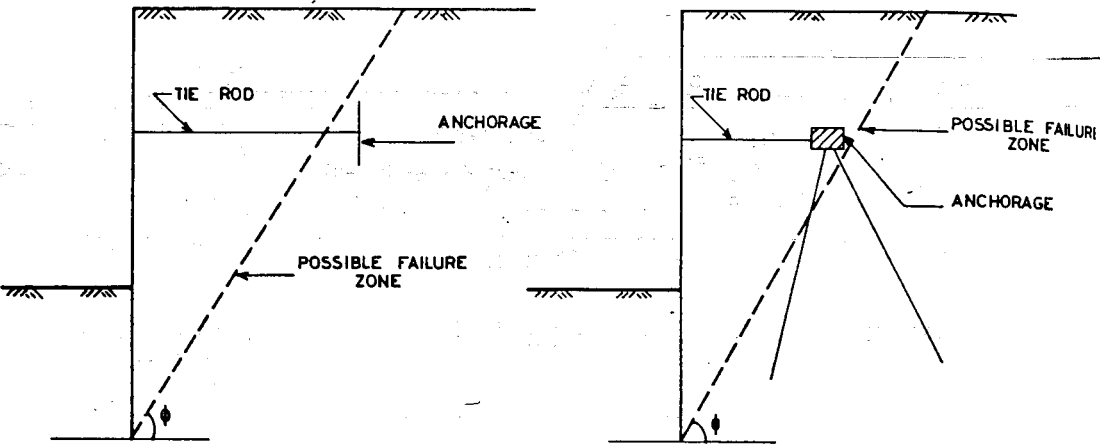 TIE ROD
ANCHORAGE
POSSIBLE FAILURE
ZONE
ϕ
TIE ROD
POSSIBLE FAILURE
ZONE
ANCHORAGE
ϕ